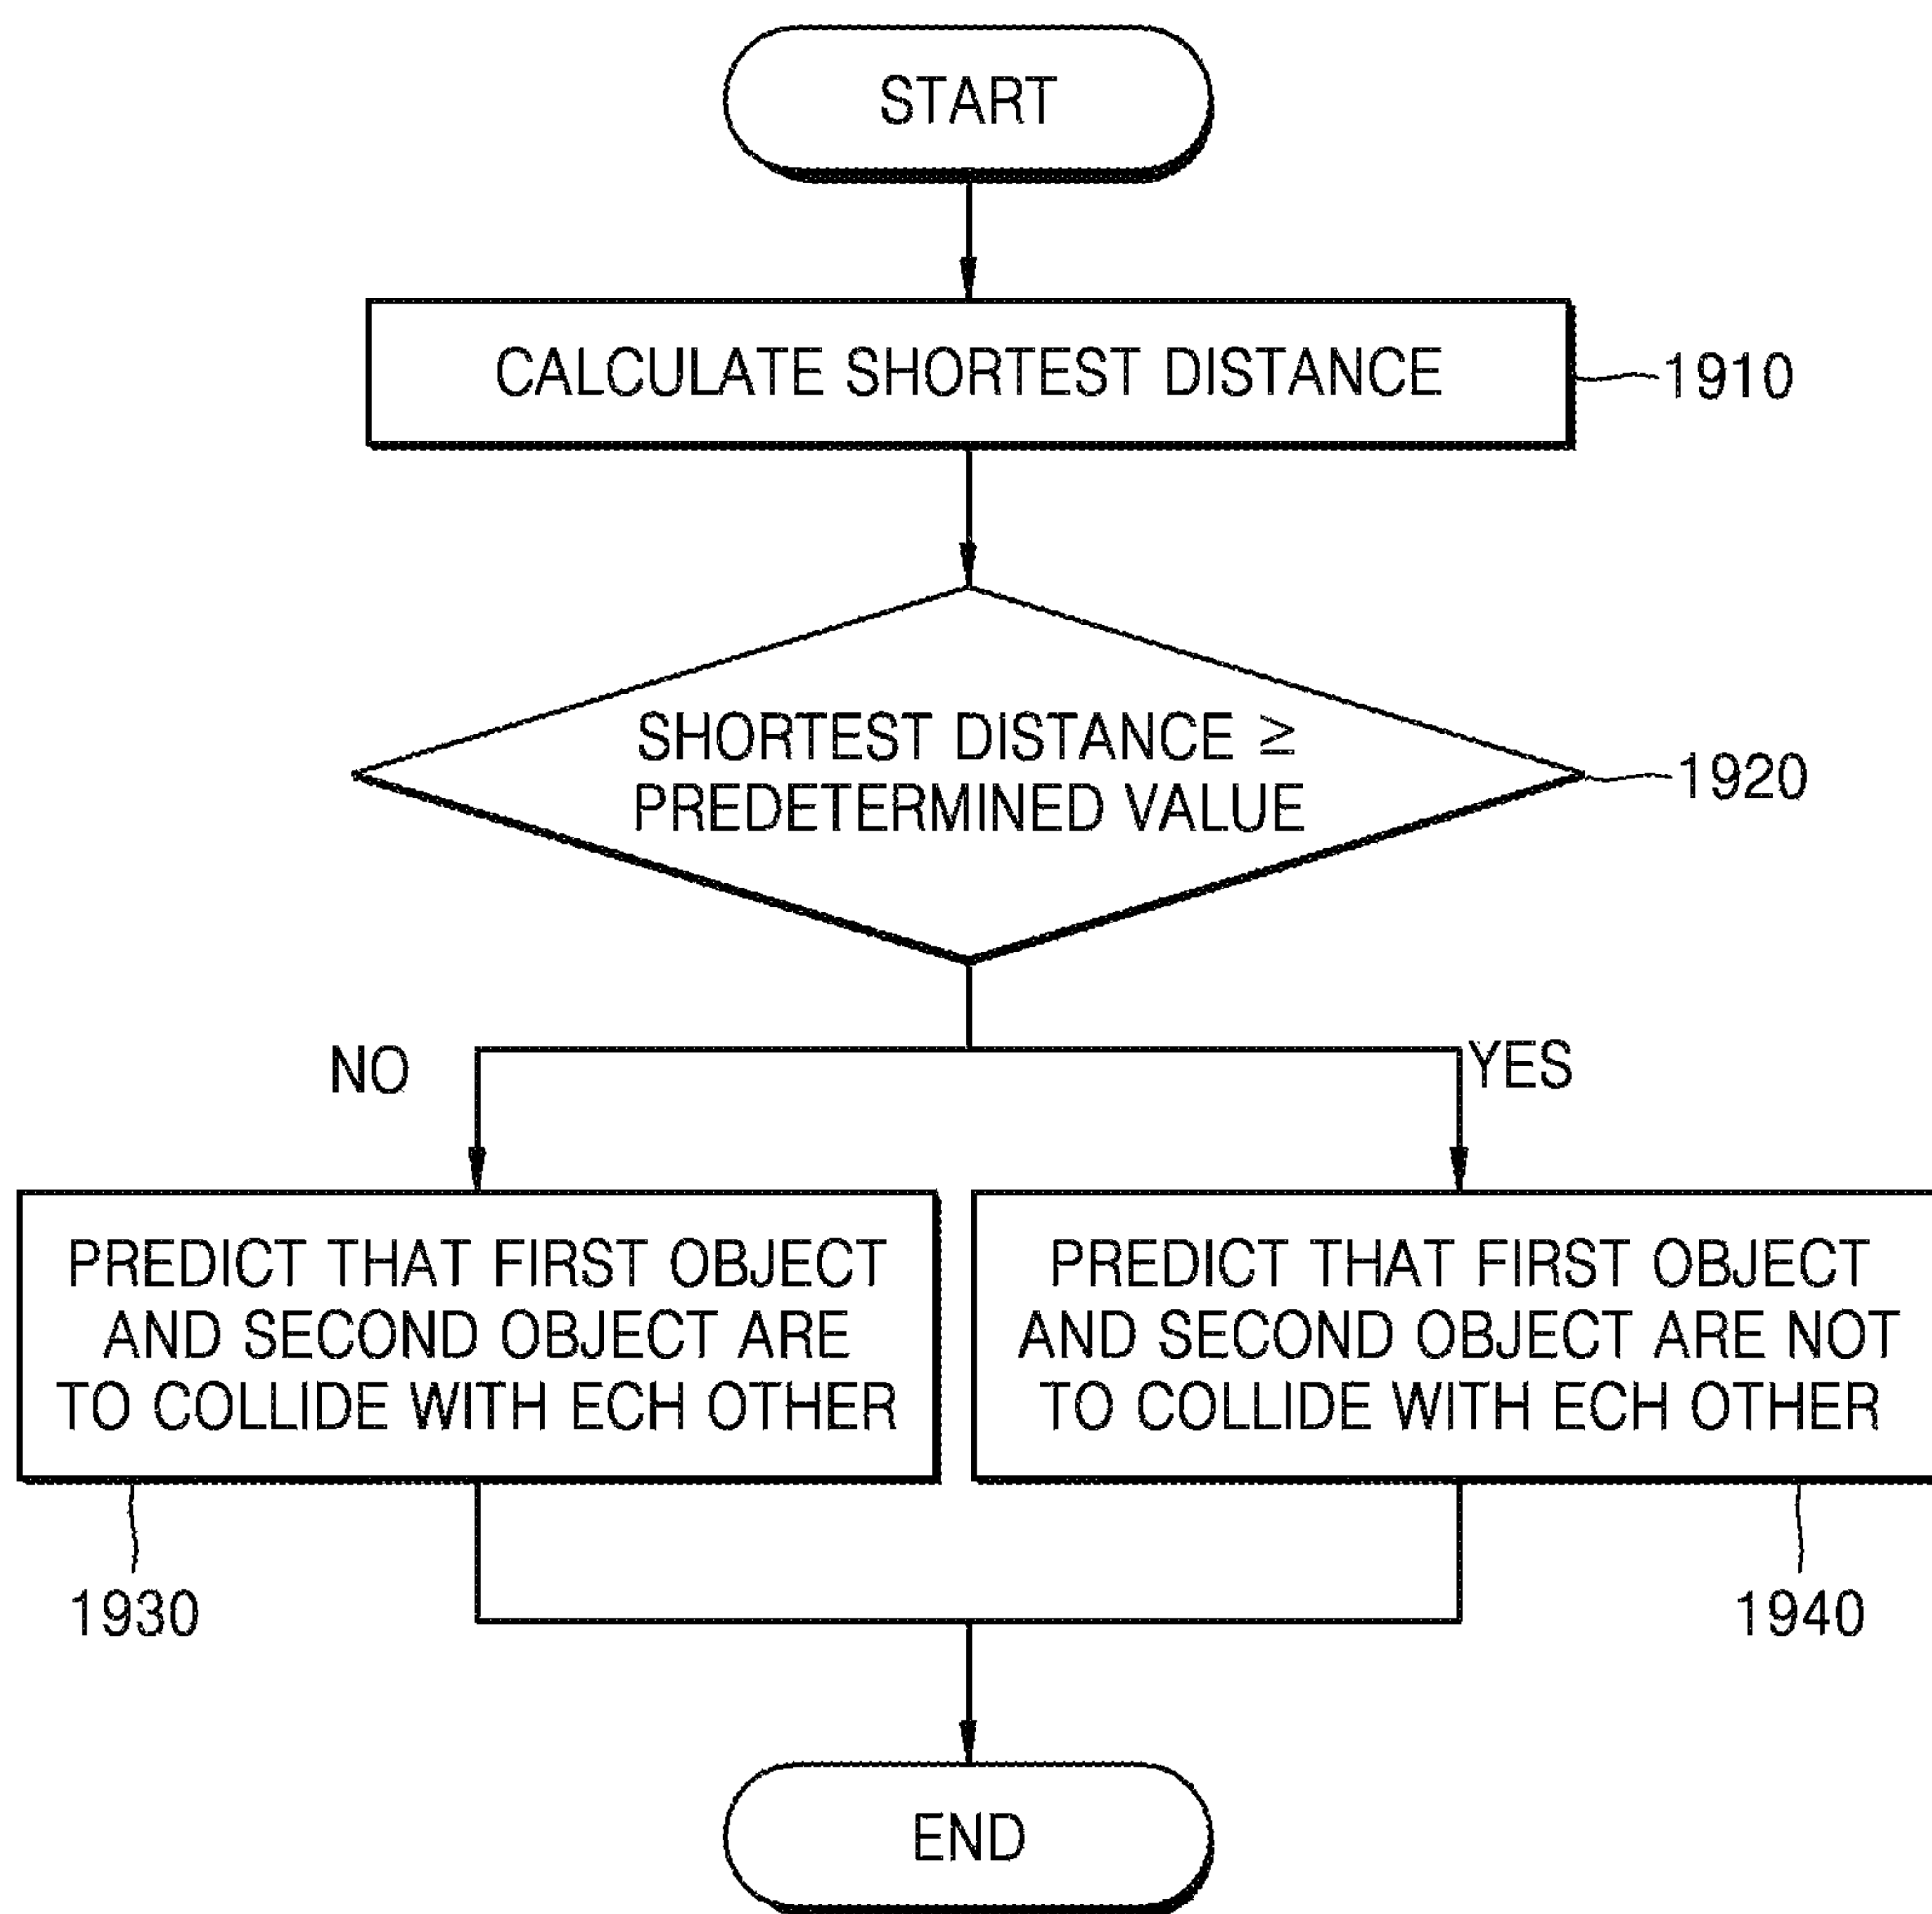 START
CALCULATE SHORTEST DISTANCE
1910
SHORTEST DISTANCE ≥
PREDETERMINED VALUE
1920
NO
YES
PREDICT THAT FIRST OBJECT
AND SECOND OBJECT ARE
TO COLLIDE WITH ECH OTHER
PREDICT THAT FIRST OBJECT
AND SECOND OBJECT ARE NOT
TO COLLIDE WITH ECH OTHER
1930
1940
END